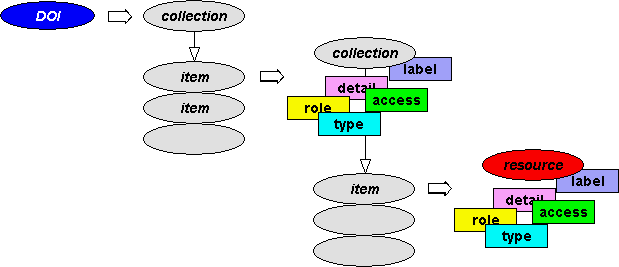 DOI
collection
item
item
collection
label
detail
access
role
type
item
resource
label
detail
access
role
type